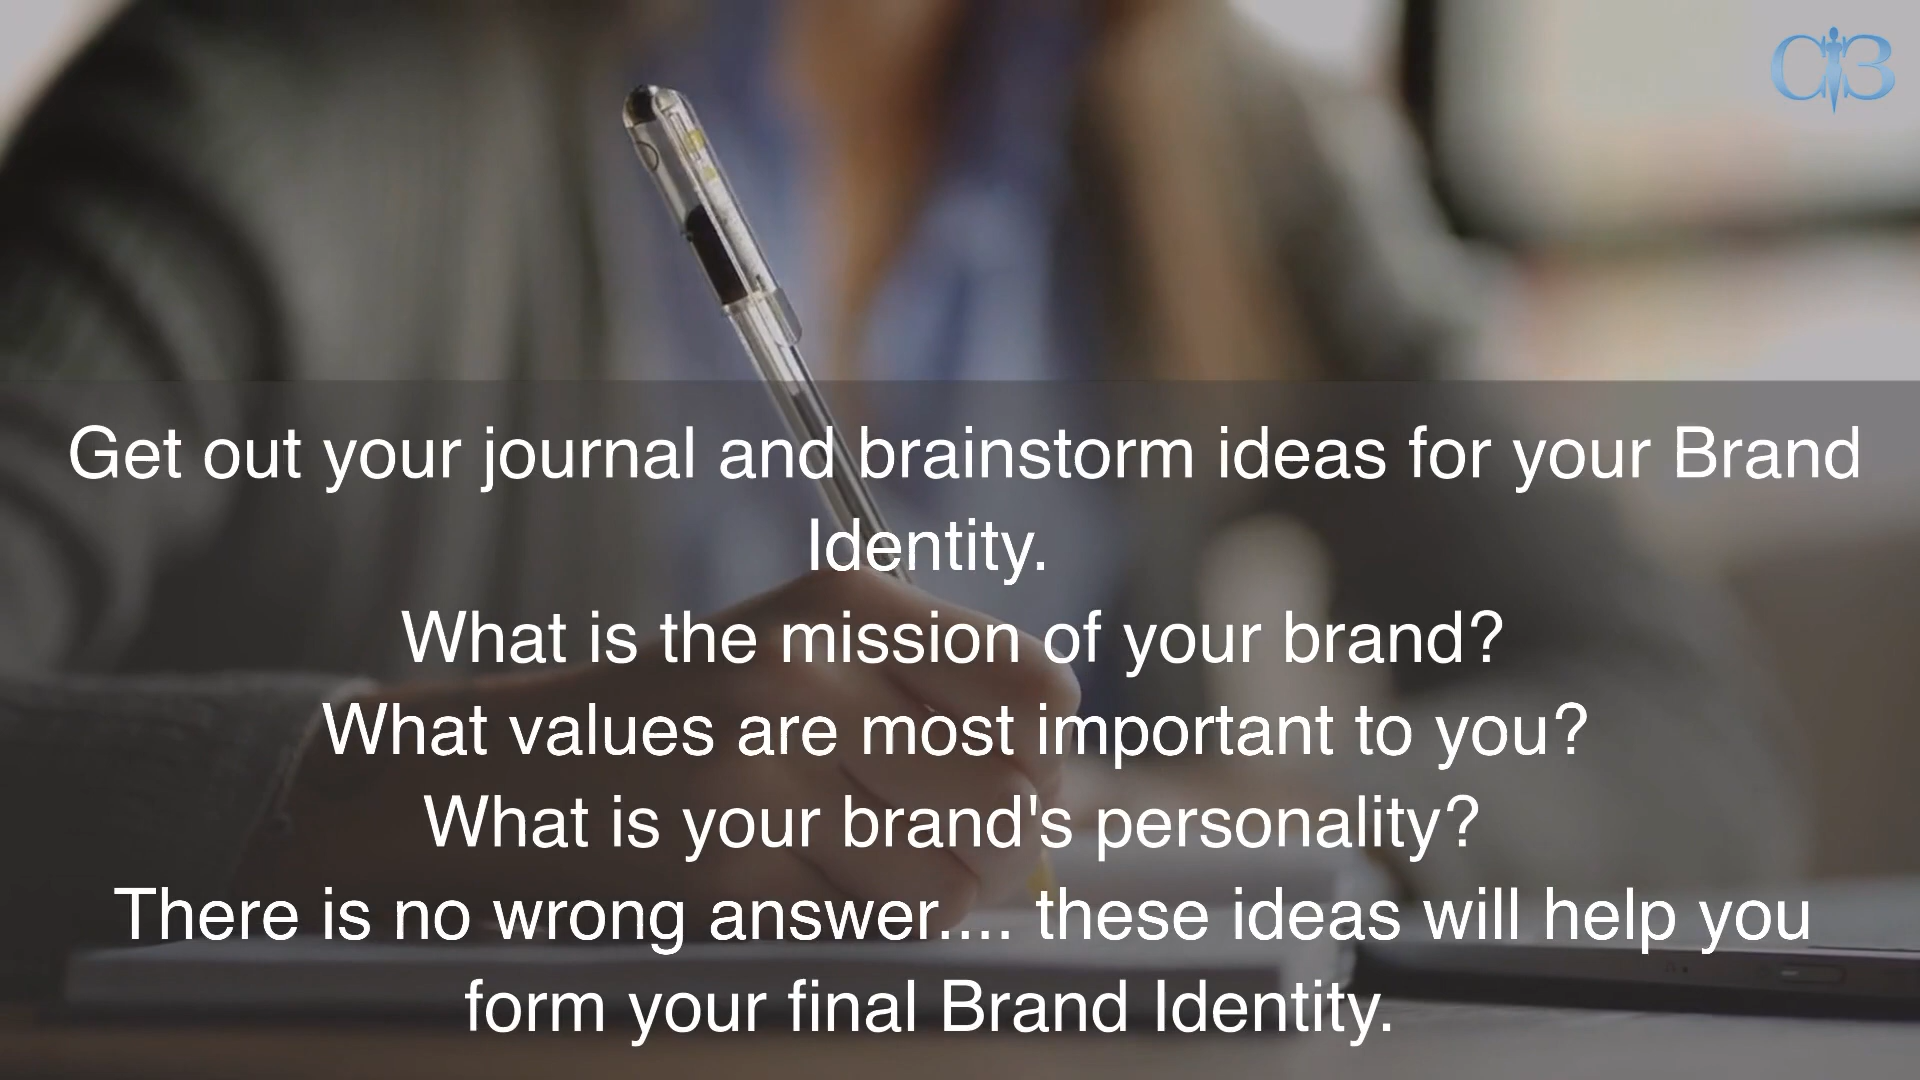 Get out your journal and brainstorm ideas for your Brand
Identity.
What is the mission of your brand?
What values are most important to you?
What is your brand's personality?
There is no wrong answer.... these ideas will help you
form your final Brand Identity.